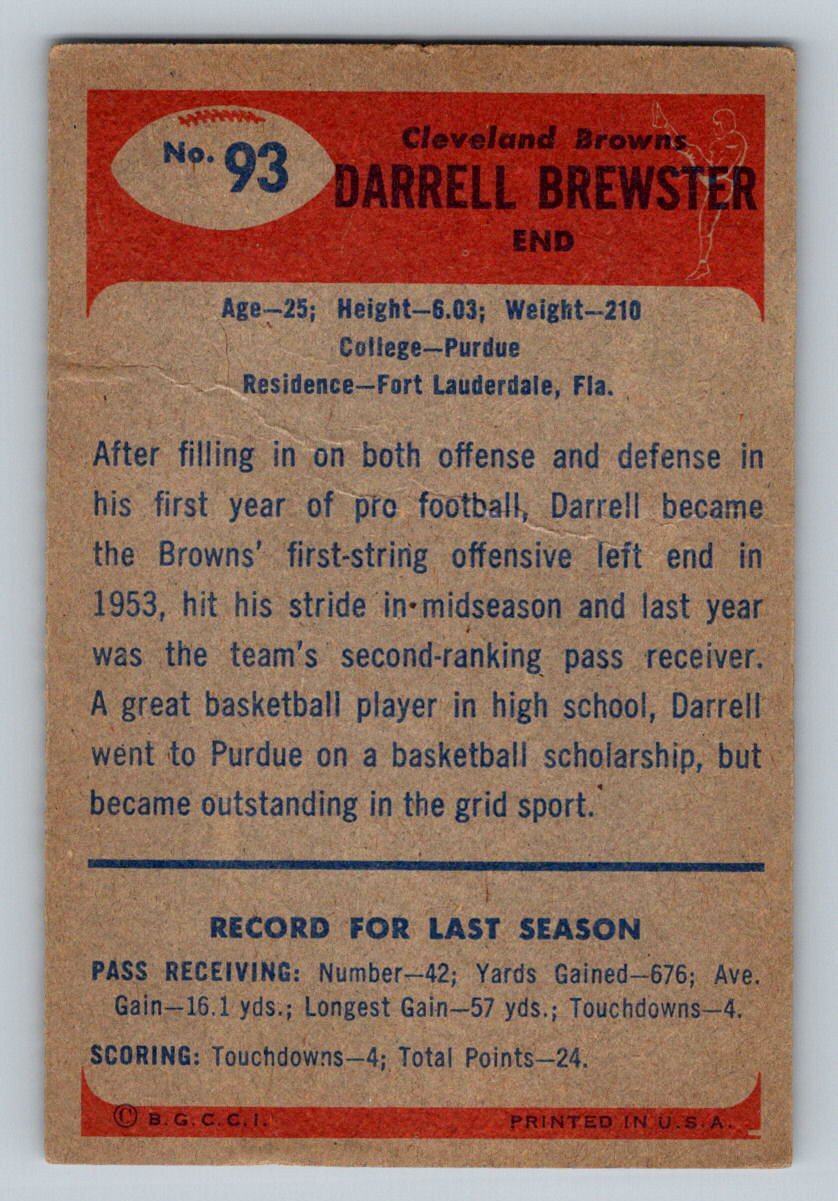 No. 93
Cleveland Browns
DARRELL BREWSTER
END
Age—25; Height—6.03; Weight—210
College—Purdue
Residence—Fort Lauderdale, Fla.
After filling in on both offense and defense in
his first year of pro football, Darrell became
the Browns' first-string offensive left end in
1953, hit his stride in midseason and last year
was the team's second-ranking pass receiver.
A great basketball player in high school, Darrell
went to Purdue on a basketball scholarship, but
became outstanding in the grid sport.
RECORD FOR LAST SEASON
PASS RECEIVING: Number—42; Yards Gained—676; Ave.
Gain—16.1 yds.; Longest Gain—57 yds.; Touchdowns—4.
SCORING: Touchdowns—4; Total Points—24.
© B.G.C.C.I. PRINTED IN U.S.A.